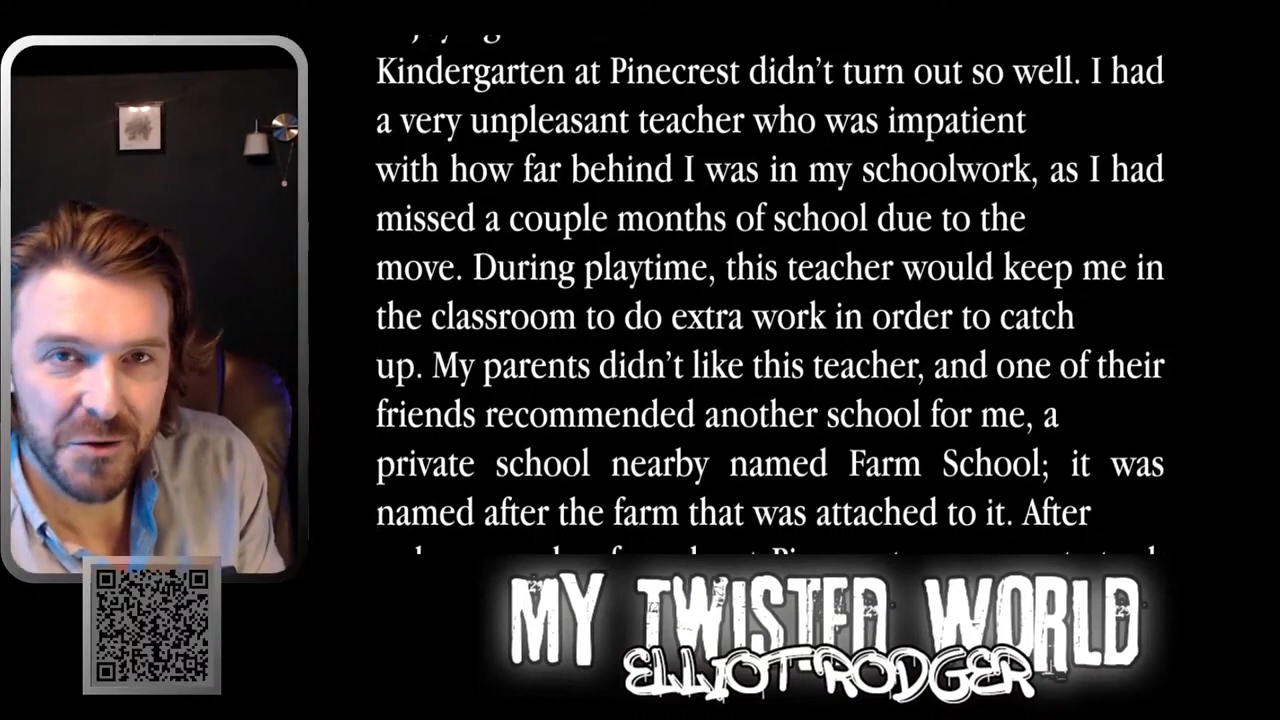 Kindergarten at Pinecrest didn’t turn out so well. I had
a very unpleasant teacher who was impatient
with how far behind I was in my schoolwork, as I had
missed a couple months of school due to the
move. During playtime, this teacher would keep me in
the classroom to do extra work in order to catch
up. My parents didn’t like this teacher, and one of their
friends recommended another school for me, a
private school nearby named Farm School; it was
named after the farm that was attached to it. After
MY TWISTED WORLD
ELLIOT RODGER